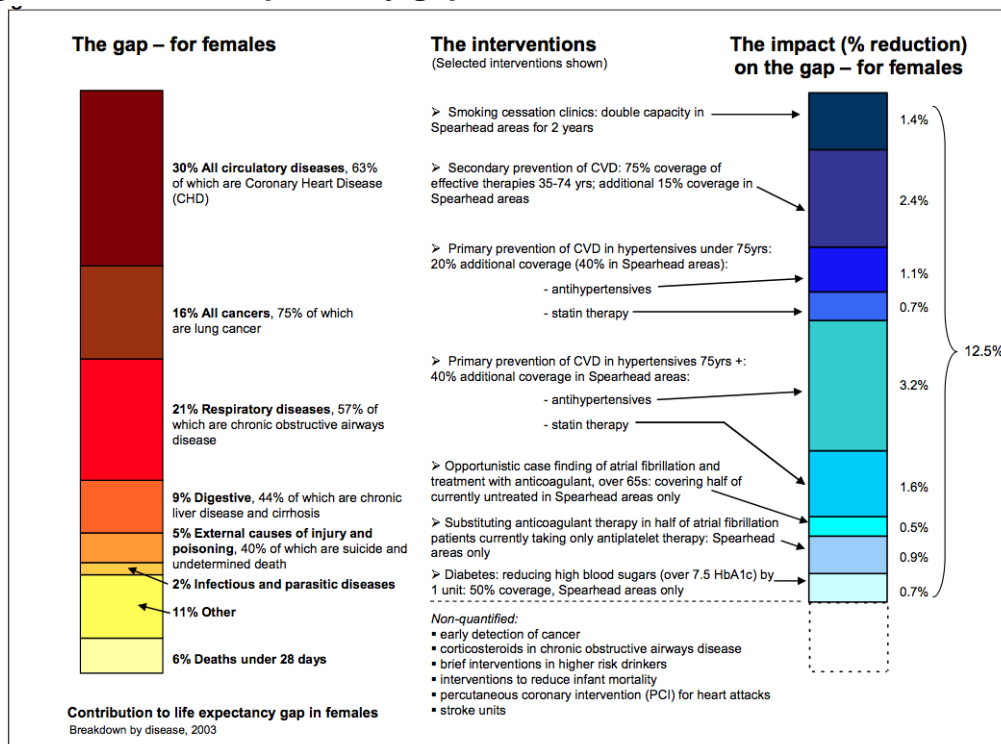 The gap – for females
30% All circulatory diseases, 63%
of which are Coronary Heart Disease
(CHD)
16% All cancers, 75% of which
are lung cancer
21% Respiratory diseases, 57% of
which are chronic obstructive airways
disease
9% Digestive, 44% of which are chronic
liver disease and cirrhosis
5% External causes of injury and
poisoning, 40% of which are suicide and
undetermined death
2% Infectious and parasitic diseases
11% Other
6% Deaths under 28 days
Contribution to life expectancy gap in females
Breakdown by disease, 2003
The interventions
(Selected interventions shown)
➢ Smoking cessation clinics: double capacity in
Spearhead areas for 2 years
➢ Secondary prevention of CVD: 75% coverage of
effective therapies 35-74 yrs; additional 15% coverage in
Spearhead areas
➢ Primary prevention of CVD in hypertensives under 75yrs:
20% additional coverage (40% in Spearhead areas):
- antihypertensives
- statin therapy
➢ Primary prevention of CVD in hypertensives 75yrs +:
40% additional coverage in Spearhead areas:
- antihypertensives
- statin therapy
➢ Opportunistic case finding of atrial fibrillation and
treatment with anticoagulant, over 65s: covering half of
currently untreated in Spearhead areas only
➢ Substituting anticoagulant therapy in half of atrial fibrillation
patients currently taking only antiplatelet therapy: Spearhead
areas only
➢ Diabetes: reducing high blood sugars (over 7.5 HbA1c) by
1 unit: 50% coverage, Spearhead areas only
Non-quantified:
▪ early detection of cancer
▪ corticosteroids in chronic obstructive airways disease
▪ brief interventions in higher risk drinkers
▪ interventions to reduce infant mortality
▪ percutaneous coronary intervention (PCI) for heart attacks
▪ stroke units
The impact (% reduction)
on the gap – for females
1.4%
2.4%
1.1%
0.7%
3.2%
1.6%
0.5%
0.9%
0.7%
12.5%